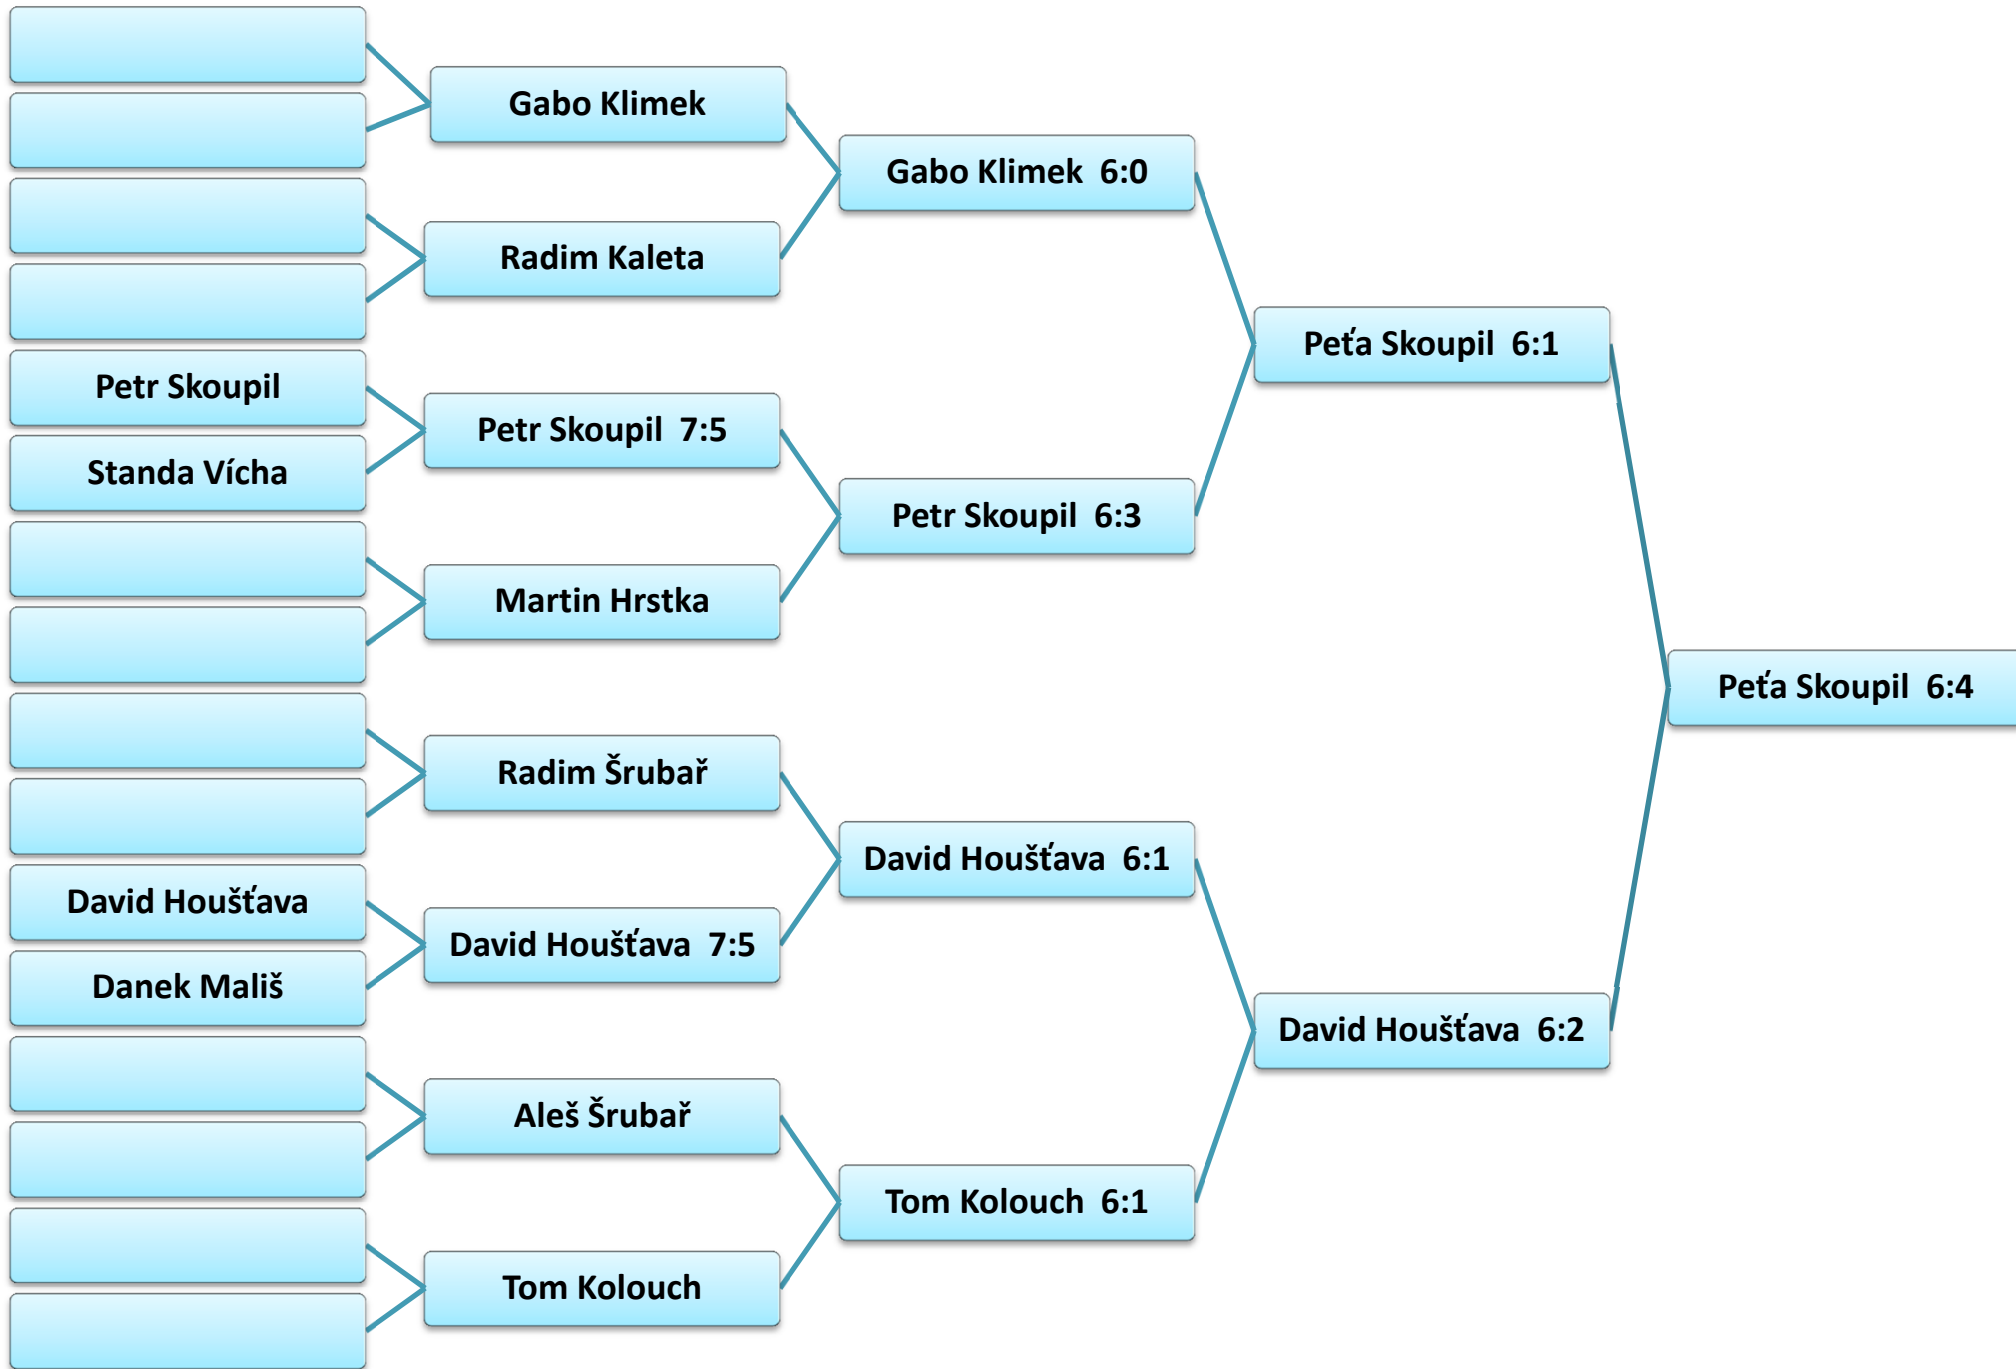 Gabo Klimek
Gabo Klimek 6:0
Radim Kaleta
Peťa Skoupil 6:1
Petr Skoupil
Petr Skoupil 7:5
Standa Vícha
Petr Skoupil 6:3
Martin Hrstka
Peťa Skoupil 6:4
Radim Šrubař
David Houšťava 6:1
David Houšťava
David Houšťava 7:5
Danek Mališ
David Houšťava 6:2
Aleš Šrubař
Tom Kolouch 6:1
Tom Kolouch